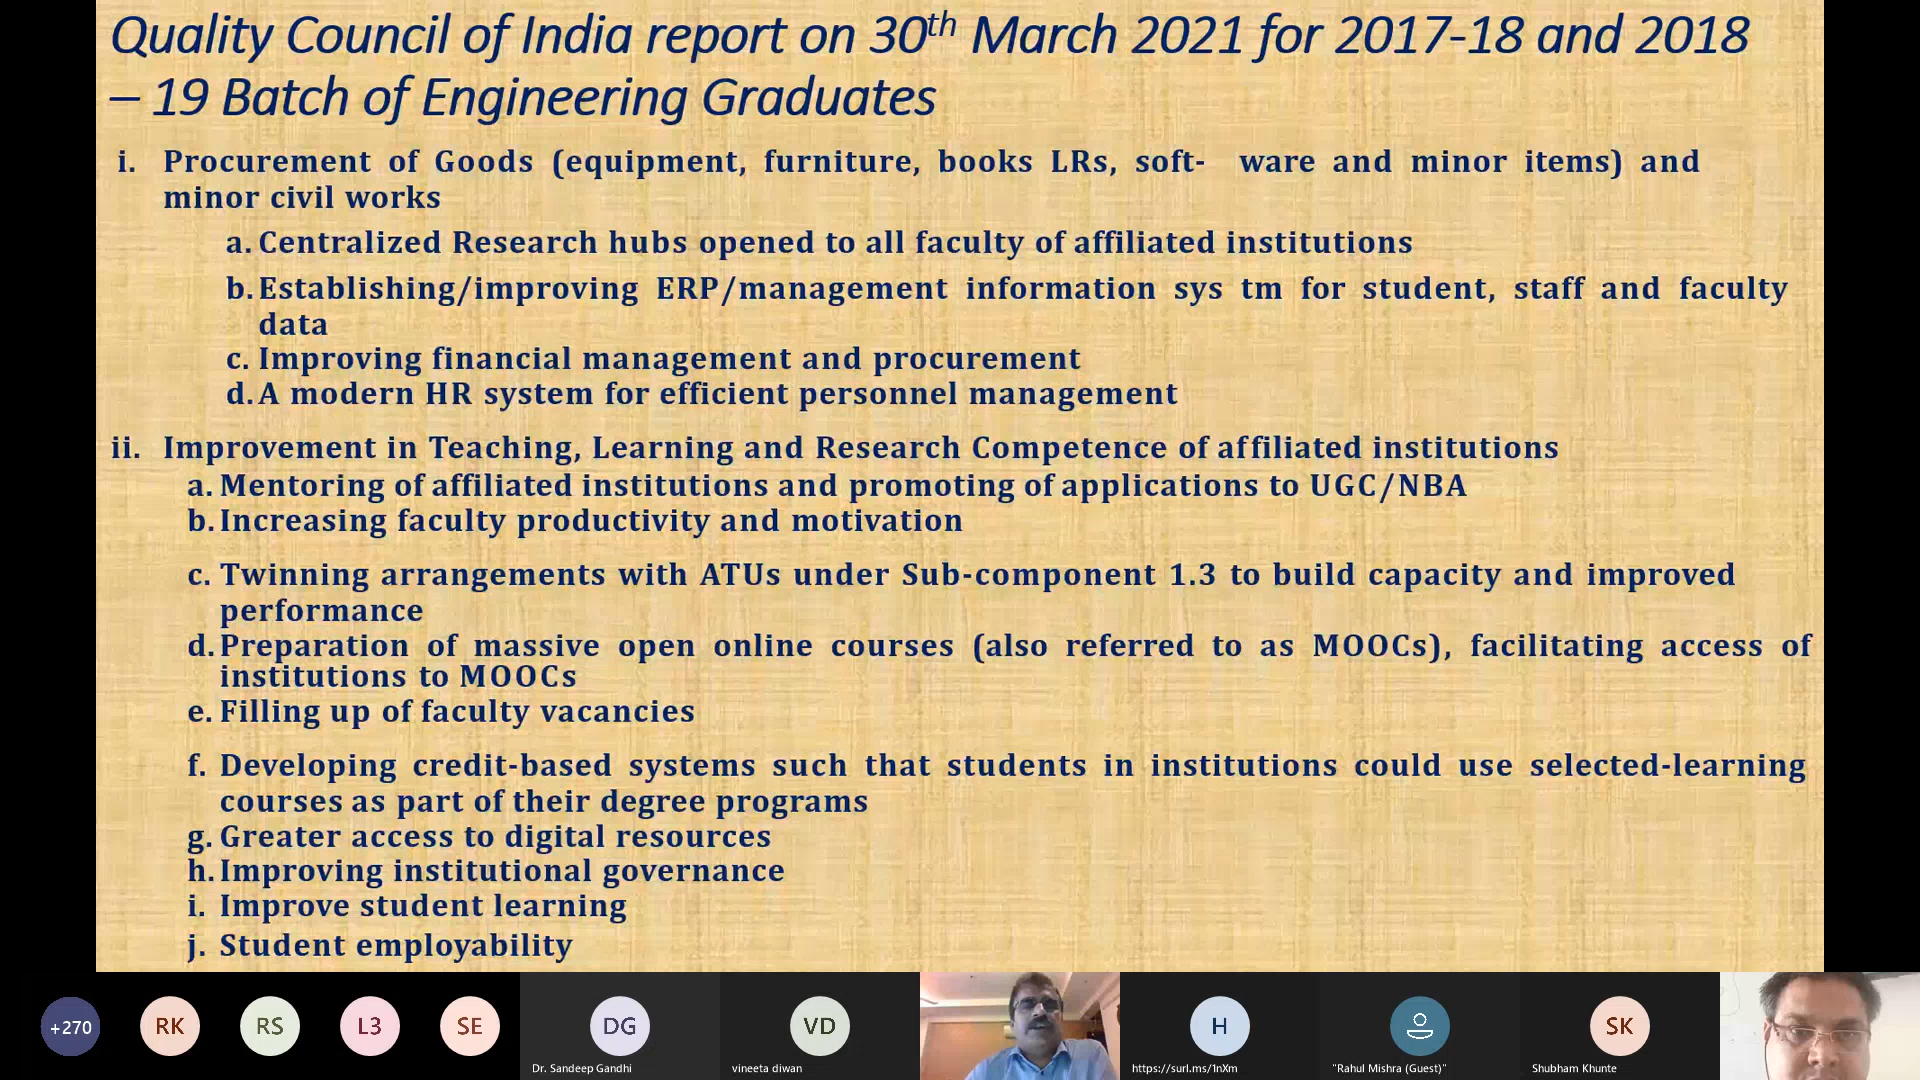 Quality Council of India report on 30th March 2021 for 2017-18 and 2018
– 19 Batch of Engineering Graduates
i. Procurement of Goods (equipment, furniture, books LRs, soft- ware and minor items) and
minor civil works
a. Centralized Research hubs opened to all faculty of affiliated institutions
b. Establishing/improving ERP/management information sys tm for student, staff and faculty
data
c. Improving financial management and procurement
d. A modern HR system for efficient personnel management
ii. Improvement in Teaching, Learning and Research Competence of affiliated institutions
a. Mentoring of affiliated institutions and promoting of applications to UGC/NBA
b. Increasing faculty productivity and motivation
c. Twinning arrangements with ATUs under Sub-component 1.3 to build capacity and improved
performance
d. Preparation of massive open online courses (also referred to as MOOCs), facilitating access of
institutions to MOOCs
e. Filling up of faculty vacancies
f. Developing credit-based systems such that students in institutions could use selected-learning
courses as part of their degree programs
g. Greater access to digital resources
h. Improving institutional governance
i. Improve student learning
j. Student employability
+270 RK RS L3 SE DG VD H SK
Dr. Sandeep Gandhi vineeta diwan https://surl.ms/1nXm "Rahul Mishra (Guest)" Shubham Khunte